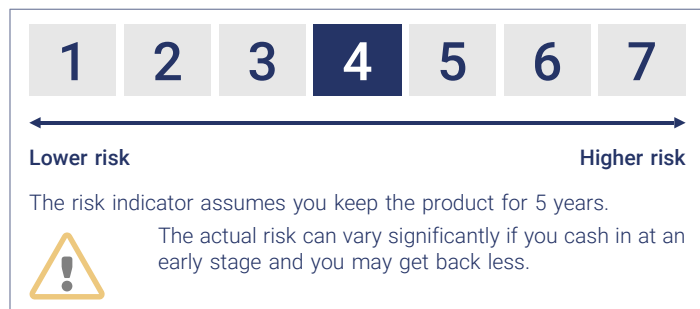 1 2 3 4 5 6 7
Lower risk Higher risk
The risk indicator assumes you keep the product for 5 years.
The actual risk can vary significantly if you cash in at an
early stage and you may get back less.